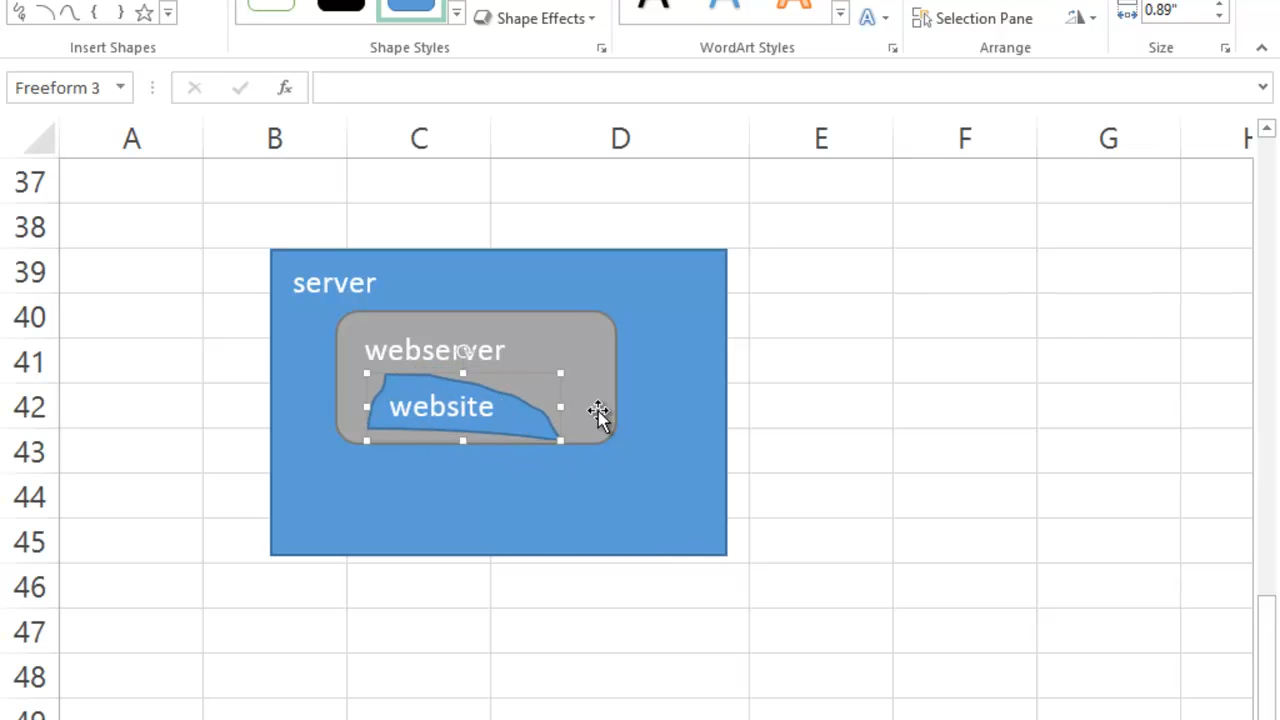 Shape Effects
Selection Pane
0.89"
Insert Shapes
Shape Styles
WordArt Styles
Arrange
Size
Freeform 3
fx
A B C D E F G H
37
38
39
server
40
41
webserver
42
website
43
44
45
46
47
48
49